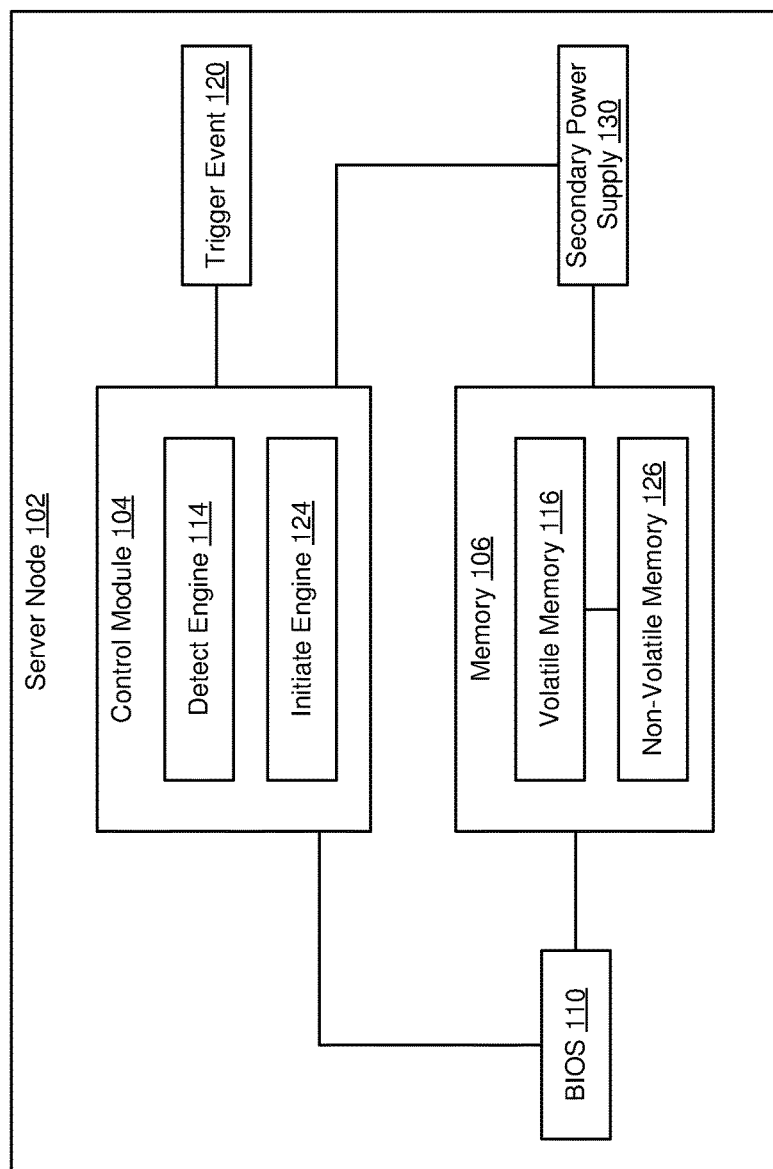 Server Node 102
Control Module 104
Detect Engine 114
Initiate Engine 124
Trigger Event 120
BIOS 110
Memory 106
Volatile Memory 116
Non-Volatile Memory 126
Secondary Power
Supply 130